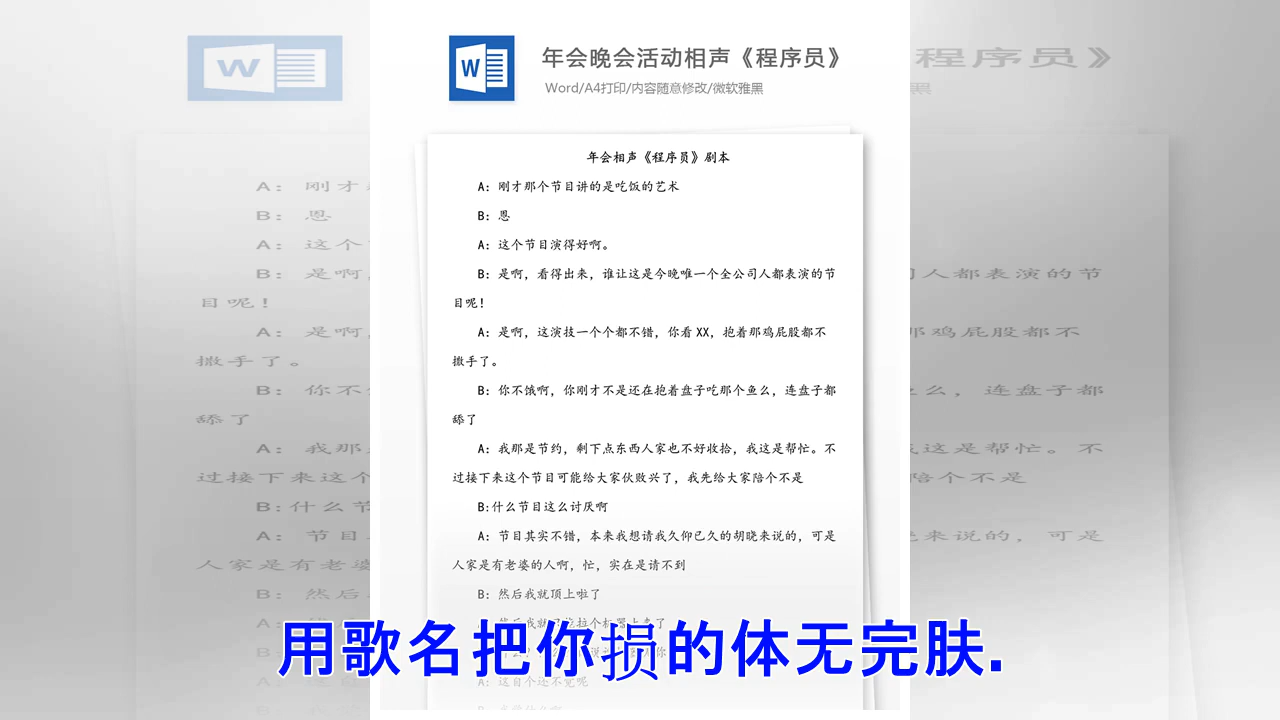 W
年会晚会活动相声《程序员》
Word/A4打印/内容随意修改/微软雅黑
年会相声《程序员》剧本
A：刚才那个节目讲的是吃饭的艺术
B：恩
A：这个节目演得好啊。
B：是啊，看得出来，谁让这是今晚唯一个全公司人都表演的节
目呢！
A：是啊，这演技一个个都不错，你看XX，抱着那鸡屁股都不
撒手了。
B：你不饿啊，你刚才不是还在抱着盘子吃那个鱼么，连盘子都
舔了
A：我那是节约，剩下点东西人家也不好收拾，我这是帮忙。不
过接下来这个节目可能给大家伙败兴了，我先给大家陪个不是
B:什么节目这么讨厌啊
A：节目其实不错，本来我想请我久仰已久的胡晓来说的，可是
人家是有老婆的人啊，忙，实在是请不到
B：然后我就顶上啦了
用歌名把你损的体无完肤.
A：这自个还不觉呢